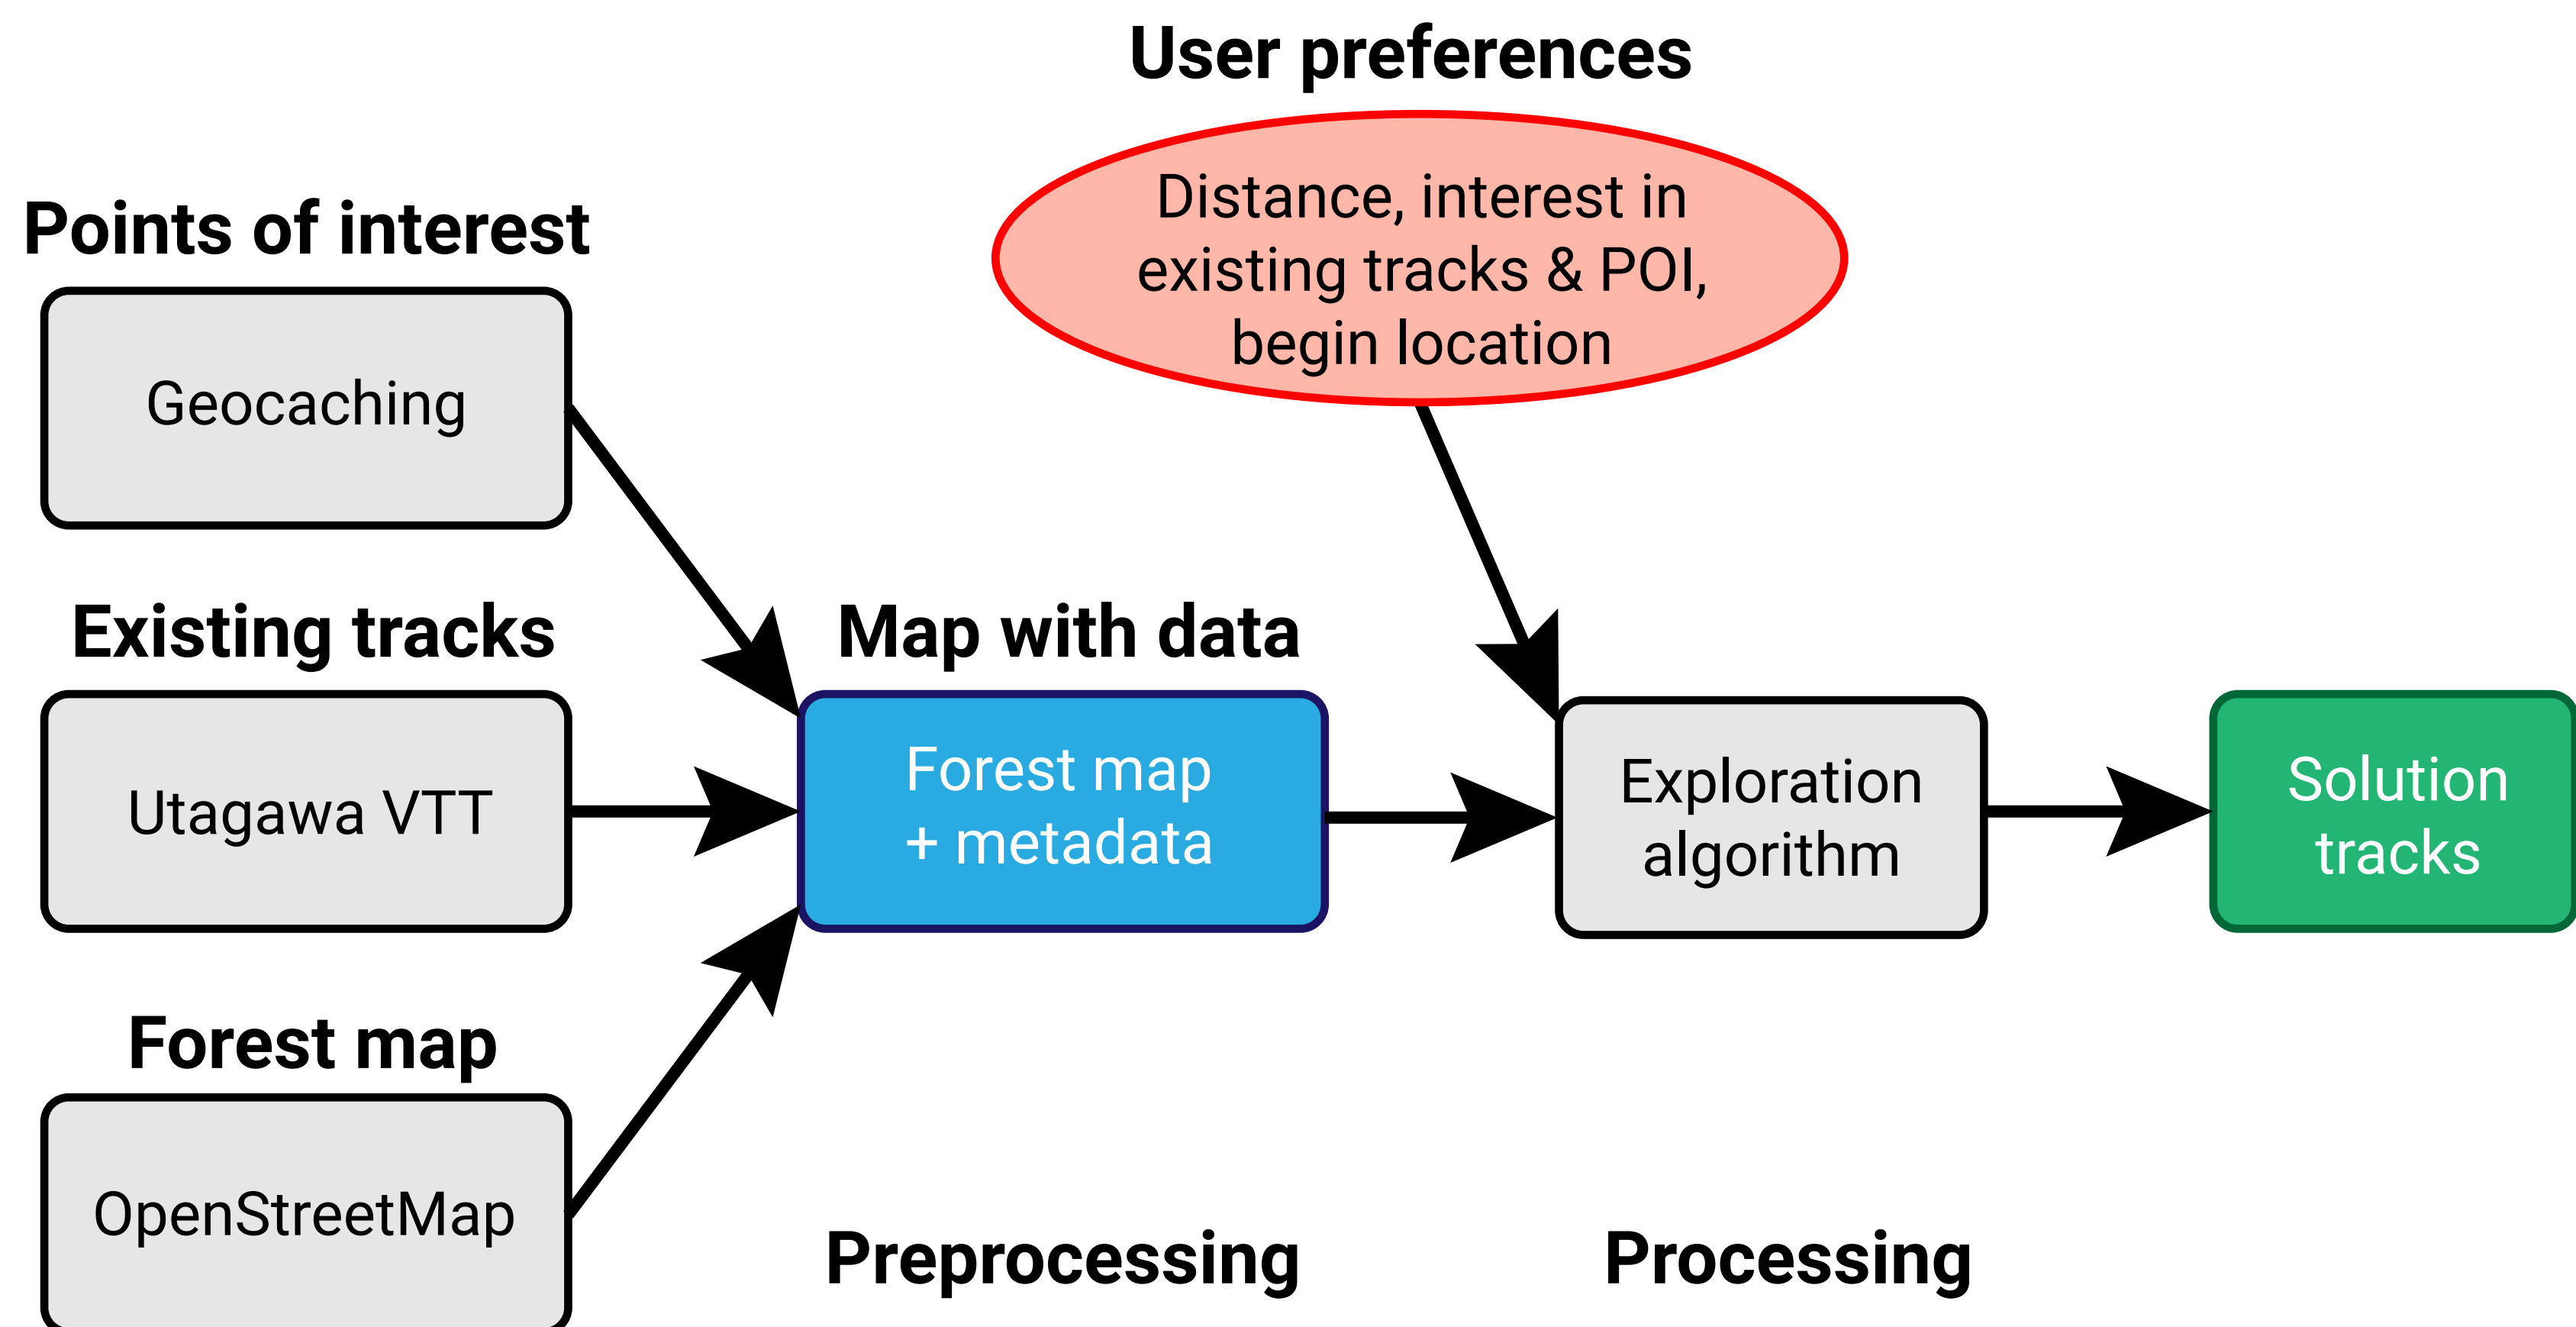 User preferences
Distance, interest in
existing tracks & POI,
begin location
Points of interest
Geocaching
Existing tracks
Utagawa VTT
Forest map
OpenStreetMap
Map with data
Forest map
+ metadata
Preprocessing
Exploration
algorithm
Processing
Solution
tracks